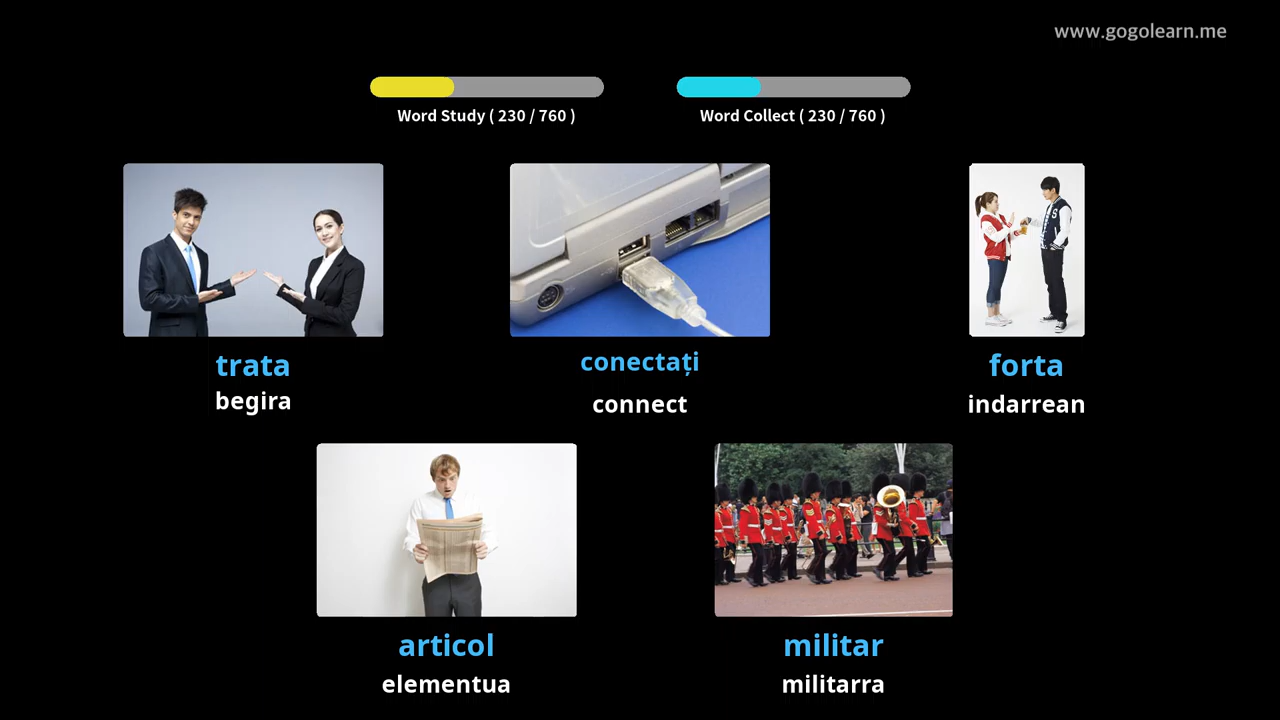 www.gogolearn.me
Word Study ( 230 / 760 )
Word Collect ( 230 / 760 )
trata
begira
conectați
connect
forta
indarrean
articol
elementua
militar
militarra